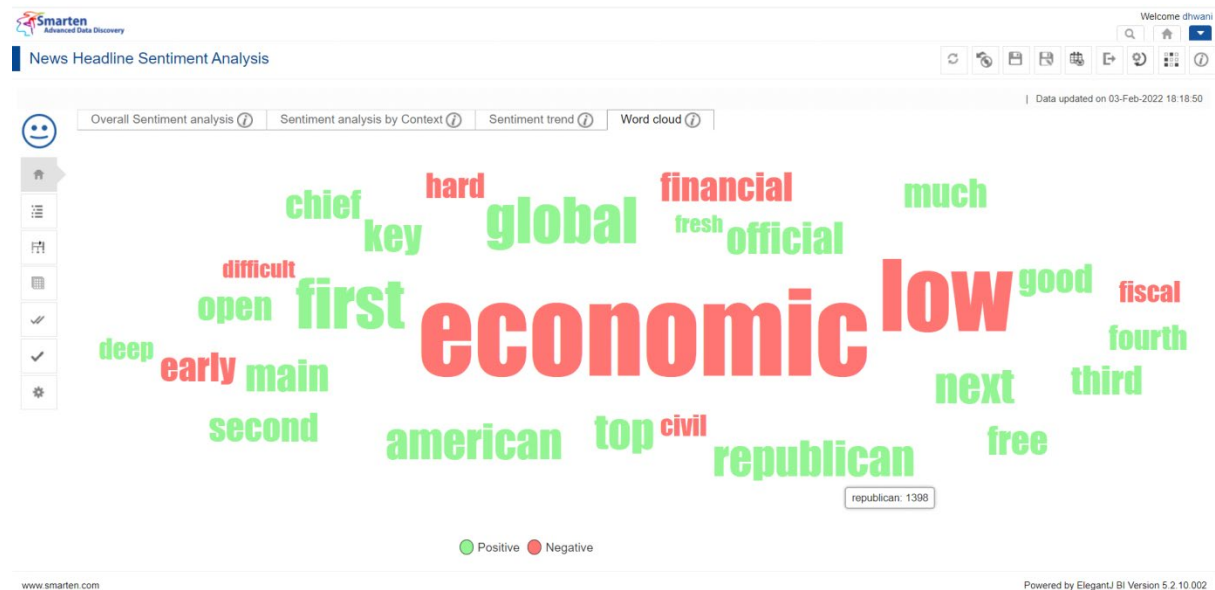 Smarten
Advanced Data Discovery
Welcome dhwani
News Headline Sentiment Analysis
| Data updated on 03-Feb-2022 18:18:50
Overall Sentiment analysis i Sentiment analysis by Context i Sentiment trend i Word cloud i
hard financial much
chief global fresh
key official
difficult low good fiscal
open first economic
fourth
deep early main next third
second american top civil free
republican
republican: 1398
Positive Negative
www.smarten.com Powered by ElegantJ BI Version 5.2.10.002